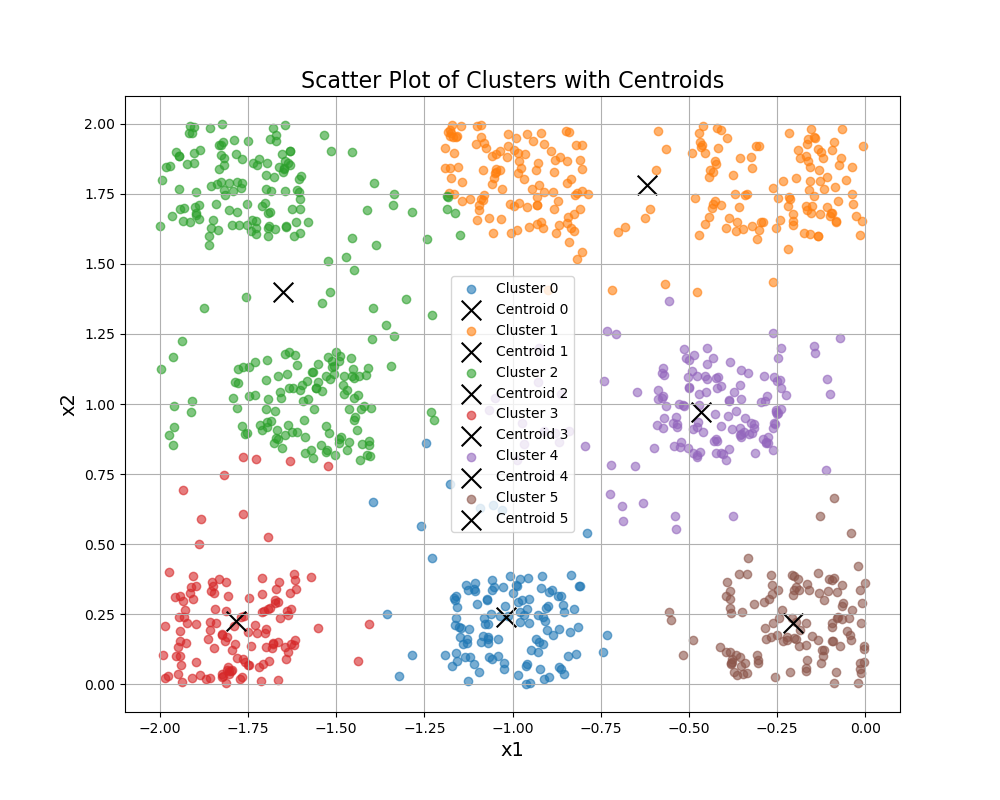 Scatter Plot of Clusters with Centroids
2.00
1.75
1.50
1.25
1.00
0.75
0.50
0.25
0.00
x2
Cluster 0
Centroid 0
Cluster 1
Centroid 1
Cluster 2
Centroid 2
Cluster 3
Centroid 3
Cluster 4
Centroid 4
Cluster 5
Centroid 5
−2.00 −1.75 −1.50 −1.25 −1.00 −0.75 −0.50 −0.25 0.00
x1